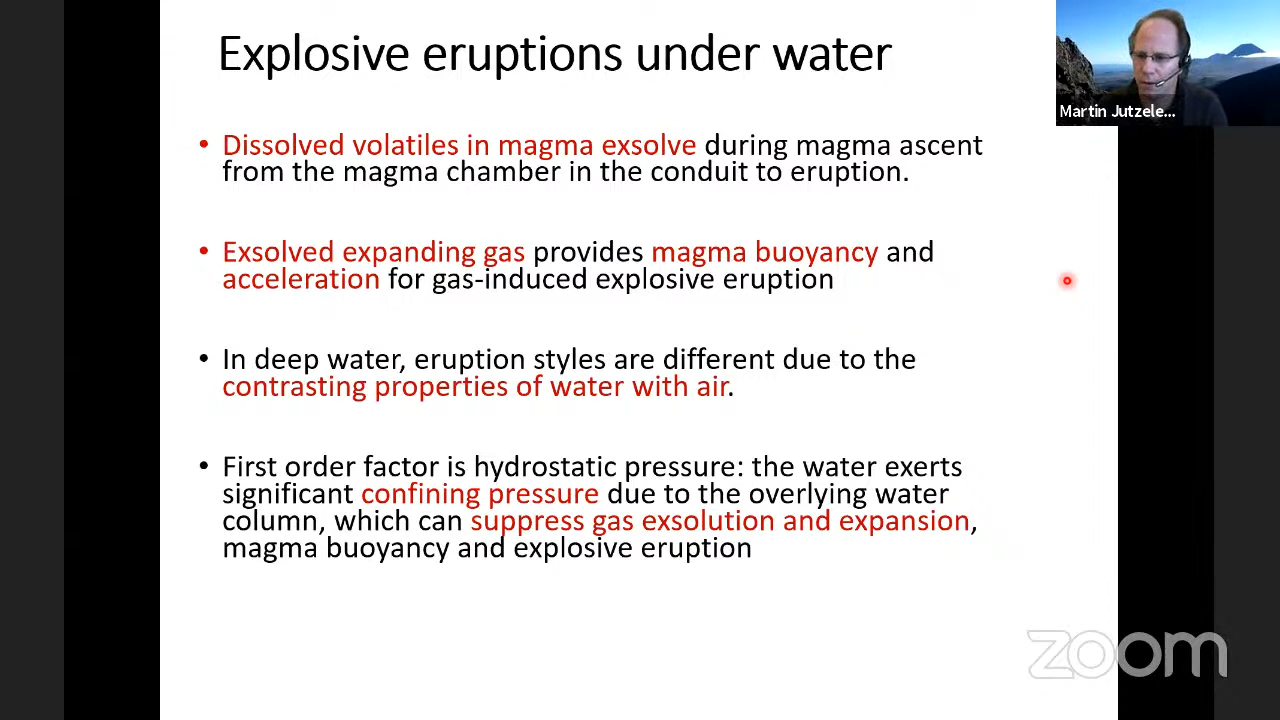 Explosive eruptions under water
Martin Jutzele...
• Dissolved volatiles in magma exsolve during magma ascent
from the magma chamber in the conduit to eruption.
• Exsolved expanding gas provides magma buoyancy and
acceleration for gas-induced explosive eruption
• In deep water, eruption styles are different due to the
contrasting properties of water with air.
• First order factor is hydrostatic pressure: the water exerts
significant confining pressure due to the overlying water
column, which can suppress gas exsolution and expansion,
magma buoyancy and explosive eruption
zoom